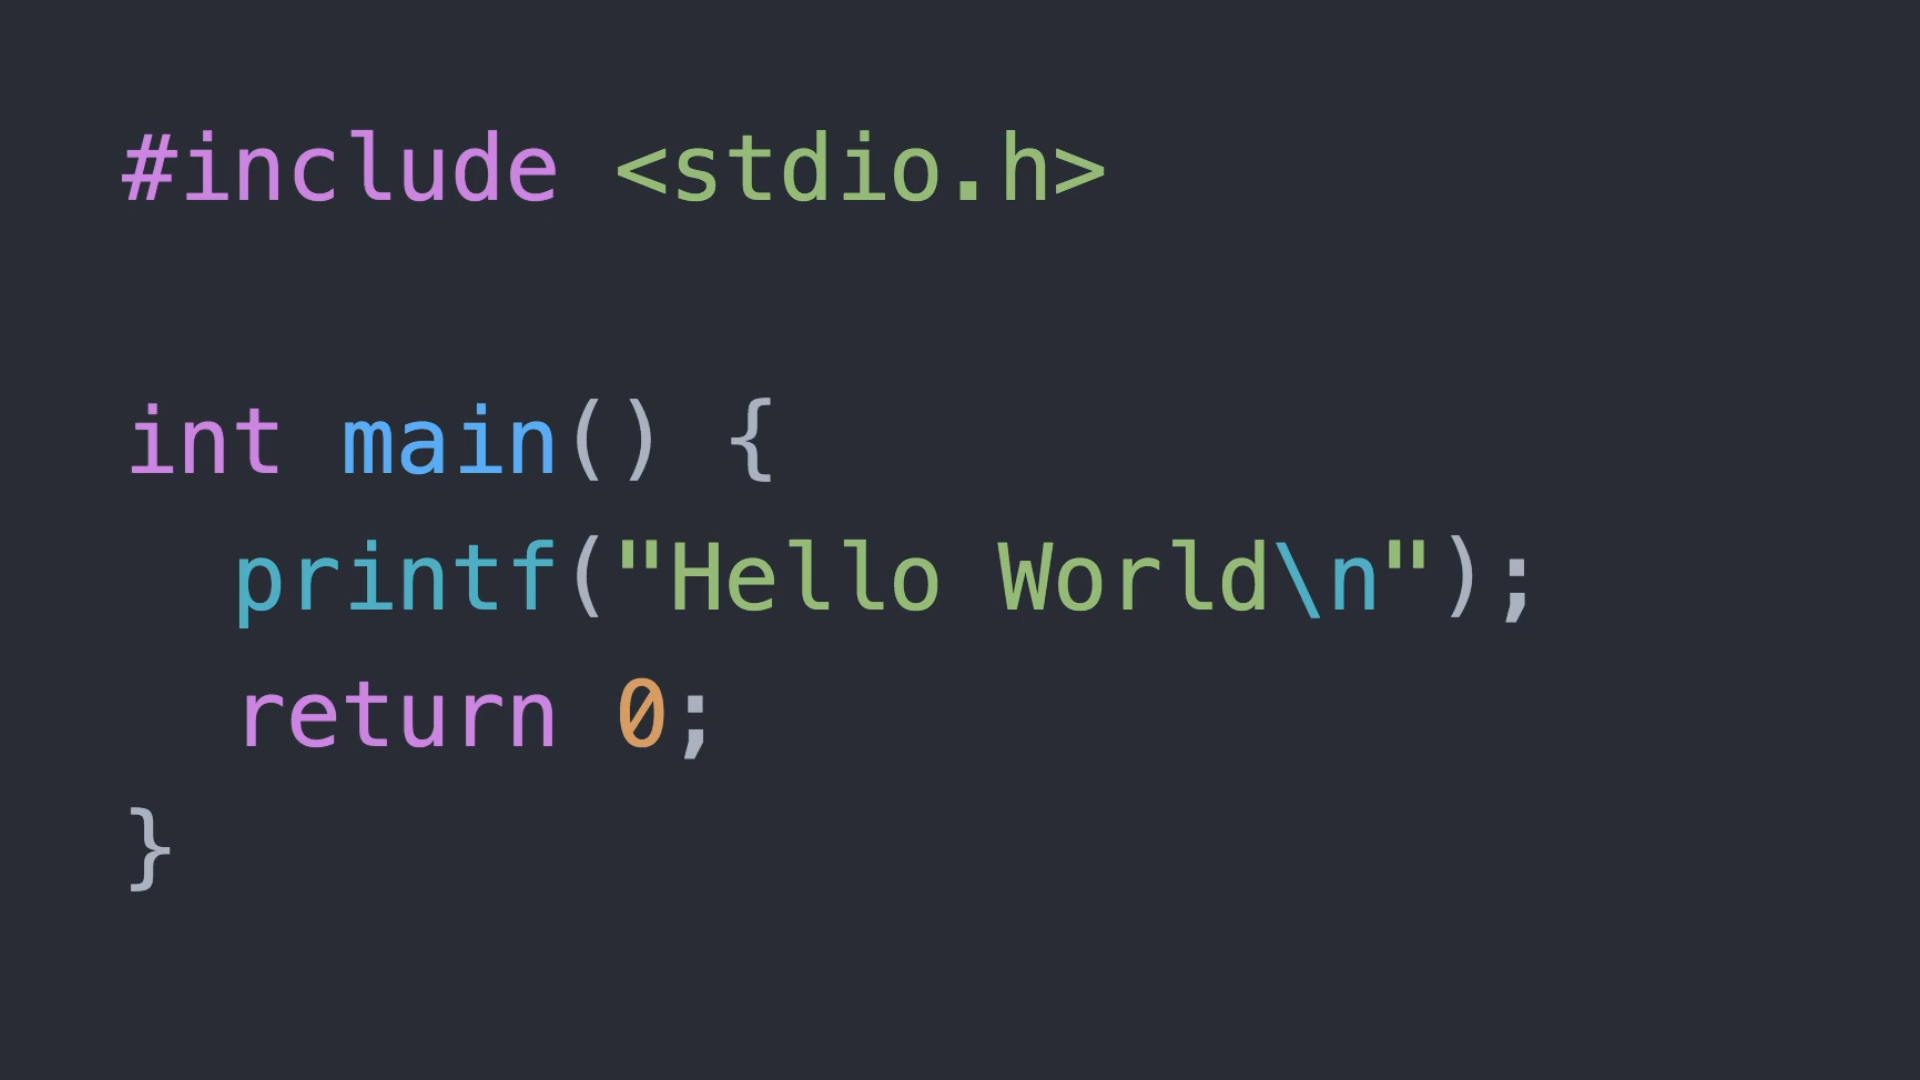 #include <stdio.h>
int main() {
  printf("Hello World\n");
  return 0;
}